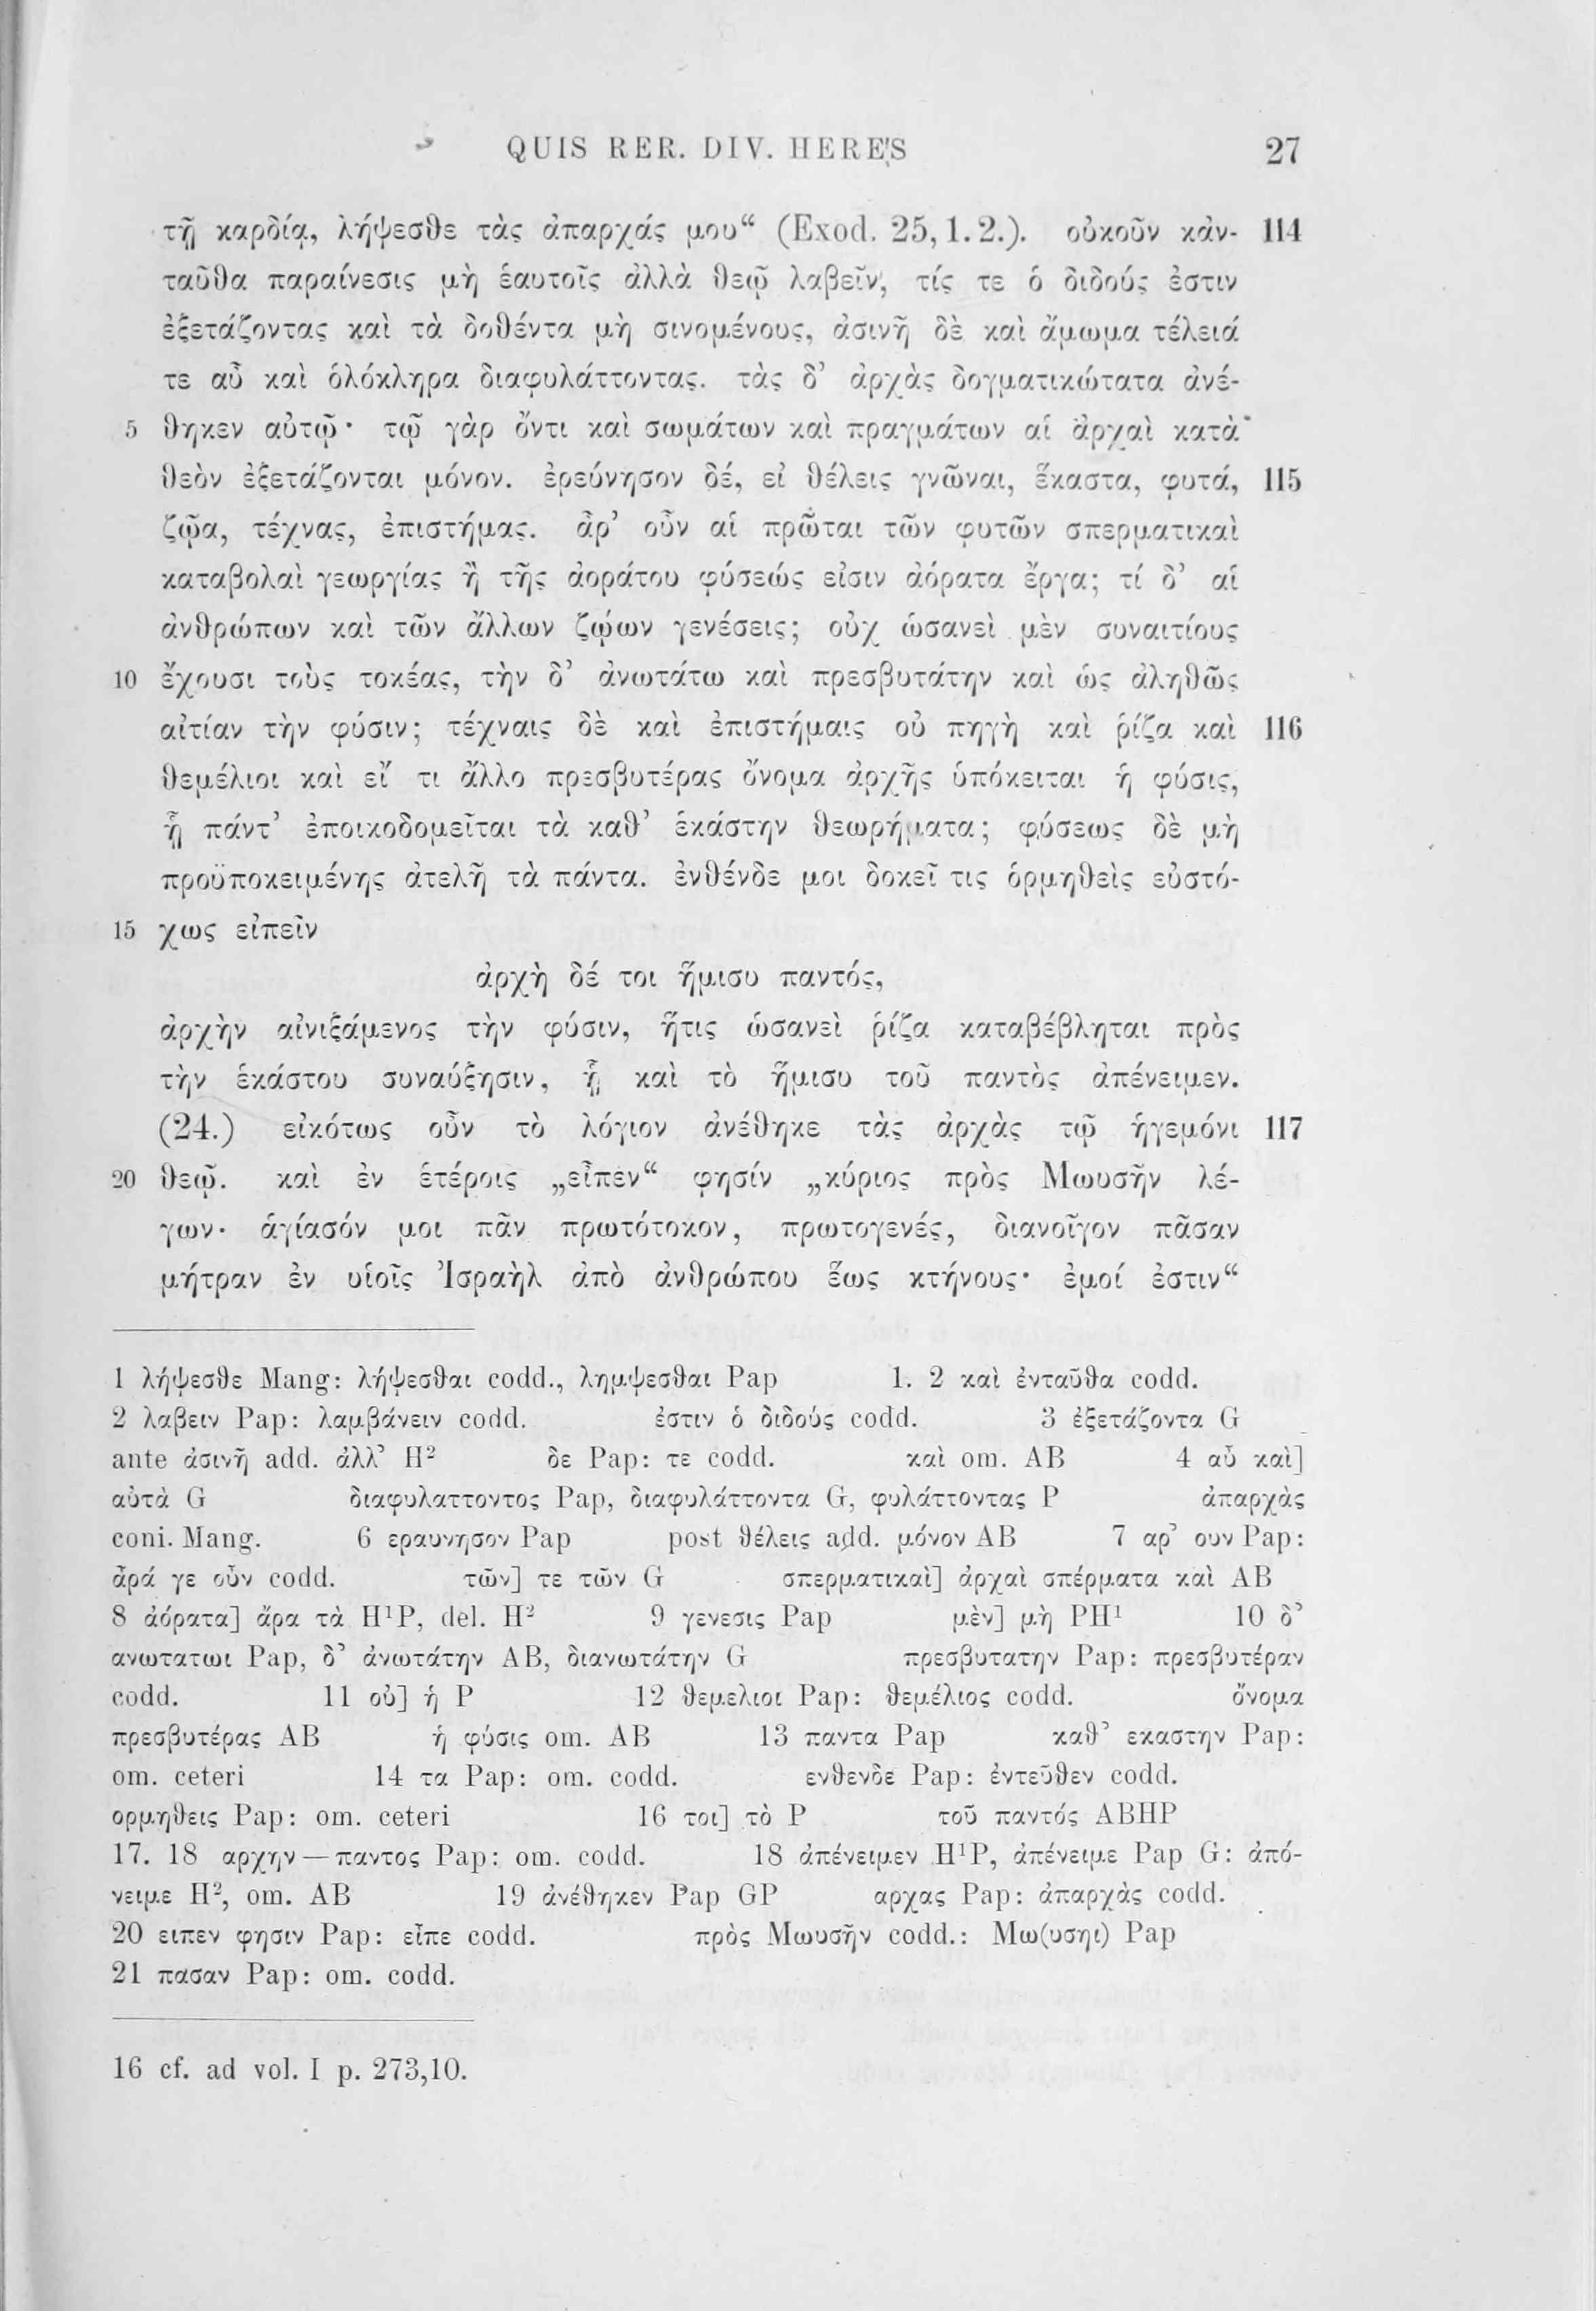 QUIS RER. DIV. HERES 27
τῇ καρδίᾳ, λήψεσθε τὰς ἀπαρχάς μου“ (Exod. 25,1.2.). οὐκοῦν κἀν- 114
ταῦθα παραίνεσις μὴ ἑαυτοῖς ἀλλὰ θεῷ λαβεῖν, τίς τε ὁ διδούς ἐστιν
ἐξετάζοντας καὶ τὰ δοθέντα μὴ σινομένους, ἀσινῆ δὲ καὶ ἄμωμα τέλειά
τε αὖ καὶ ὁλόκληρα διαφυλάττοντας. τὰς δ’ ἀρχὰς δογματικώτατα ἀνέ-
5 θηκεν αὐτῷ· τῷ γὰρ ὄντι καὶ σωμάτων καὶ πραγμάτων αἱ ἀρχαὶ κατὰ
θεὸν ἐξετάζονται μόνον. ἐρεύνησον δέ, εἰ θέλεις γνῶναι, ἕκαστα, φυτά, 115
ζῷα, τέχνας, ἐπιστήμας. ἆρ’ οὖν αἱ πρῶται τῶν φυτῶν σπερματικαὶ
καταβολαὶ γεωργίας ἢ τῆς ἀοράτου φύσεώς εἰσιν ἀόρατα ἔργα; τί δ’ αἱ
ἀνθρώπων καὶ τῶν ἄλλων ζῴων γενέσεις; οὐχ ὡσανεὶ μὲν συναιτίους
10 ἔχουσι τοὺς τοκέας, τὴν δ’ ἀνωτάτω καὶ πρεσβυτάτην καὶ ὡς ἀληθῶς
αἰτίαν τὴν φύσιν; τέχναις δὲ καὶ ἐπιστήμαις οὐ πηγὴ καὶ ῥίζα καὶ 116
θεμέλιοι καὶ εἴ τι ἄλλο πρεσβυτέρας ὄνομα ἀρχῆς ὑπόκειται ἡ φύσις,
ᾗ πάντ’ ἐποικοδομεῖται τὰ καθ’ ἑκάστην θεωρήματα; φύσεως δὲ μὴ
προϋποκειμένης ἀτελῆ τὰ πάντα. ἐνθένδε μοι δοκεῖ τις ὁρμηθεὶς εὐστό-
15 χως εἰπεῖν
ἀρχὴ δέ τοι ἥμισυ παντός,
ἀρχὴν αἰνιξάμενος τὴν φύσιν, ἥτις ὡσανεὶ ῥίζα καταβέβληται πρὸς
τὴν ἑκάστου συναύξησιν, ᾗ καὶ τὸ ἥμισυ τοῦ παντὸς ἀπένειμεν.
(24.) εἰκότως οὖν τὸ λόγιον ἀνέθηκε τὰς ἀρχὰς τῷ ἡγεμόνι 117
20 θεῷ. καὶ ἐν ἑτέροις „εἶπεν“ φησίν „κύριος πρὸς Μωυσῆν λέ-
γων· ἁγίασόν μοι πᾶν πρωτότοκον, πρωτογενές, διανοῖγον πᾶσαν
μήτραν ἐν υἱοῖς Ἰσραὴλ ἀπὸ ἀνθρώπου ἕως κτήνους· ἐμοί ἐστιν“
1 λήψεσθε Mang: λήψεσθαι codd., λημψεσθαι Pap 1. 2 καὶ ἐνταῦθα codd.
2 λαβειν Pap: λαμβάνειν codd. ἐστιν ὁ διδούς codd. 3 ἐξετάζοντα G
ante ἀσινῆ add. ἀλλ’ H² δε Pap: τε codd. καὶ om. AB 4 αὖ καὶ]
αὐτὰ G διαφυλαττοντος Pap, διαφυλάττοντα G, φυλάττοντας P ἀπαρχὰς
coni. Mang. 6 εραυνησον Pap post θέλεις add. μόνον AB 7 αρ’ ουν Pap:
ἆρά γε οὖν codd. τῶν] τε τῶν G σπερματικαὶ] ἀρχαὶ σπέρματα καὶ AB
8 ἀόρατα] ἄρα τὰ H¹P, del. H² 9 γενεσις Pap μὲν] μὴ PH¹ 10 δ’
ανωτατωι Pap, δ’ ἀνωτάτην AB, διανωτάτην G πρεσβυτατην Pap: πρεσβυτέραν
codd. 11 οὐ] ἡ P 12 θεμελιοι Pap: θεμέλιος codd. ὄνομα
πρεσβυτέρας AB ἡ φύσις om. AB 13 παντα Pap καθ’ εκαστην Pap:
om. ceteri 14 τα Pap: om. codd. ενθενδε Pap: ἐντεῦθεν codd.
ορμηθεις Pap: om. ceteri 16 τοι] τὸ P τοῦ παντός ABHP
17. 18 αρχην—παντος Pap: om. codd. 18 ἀπένειμεν H¹P, ἀπένειμε Pap G: ἀπό-
νειμε H², om. AB 19 ἀνέθηκεν Pap GP αρχας Pap: ἀπαρχὰς codd.
20 ειπεν φησιν Pap: εἶπε codd. πρὸς Μωυσῆν codd.: Μω(υσηι) Pap
21 πασαν Pap: om. codd.
16 cf. ad vol. I p. 273,10.